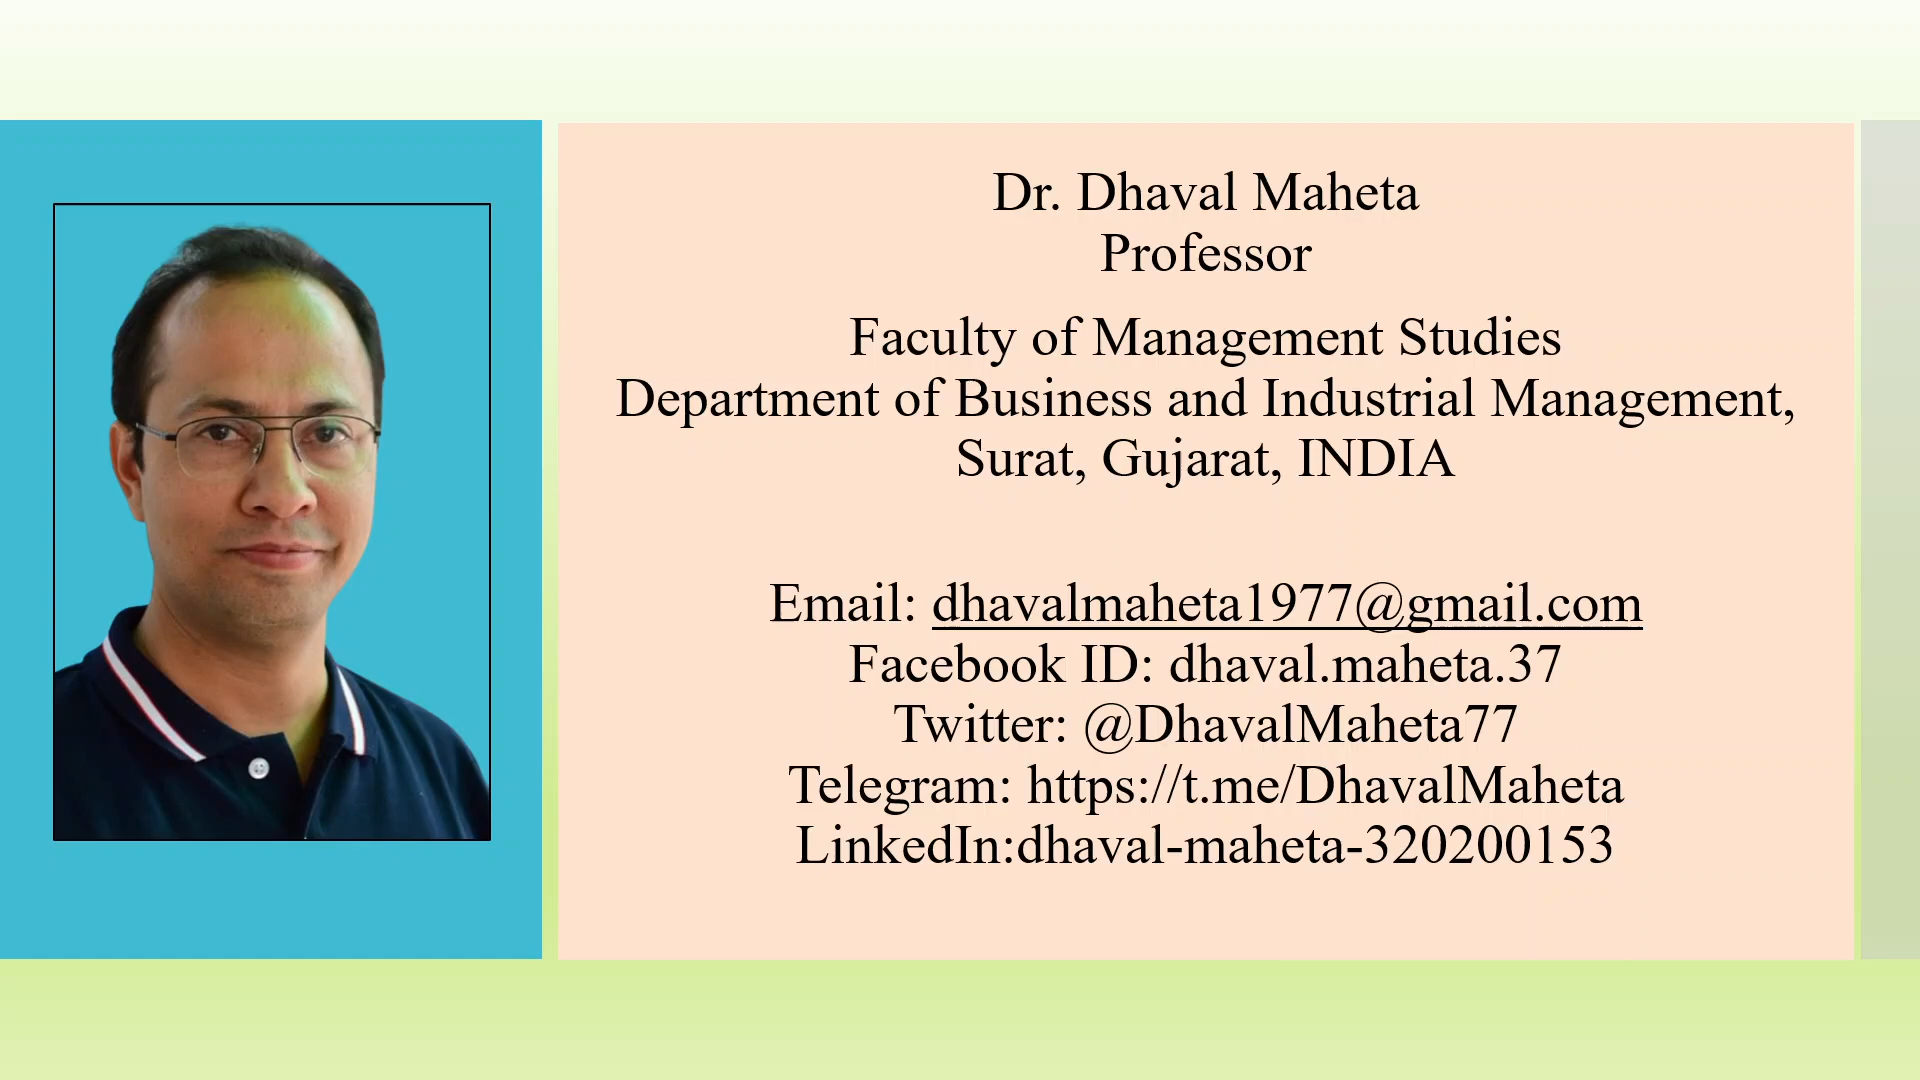 Dr. Dhaval Maheta
Professor
Faculty of Management Studies
Department of Business and Industrial Management,
Surat, Gujarat, INDIA
Email: dhavalmaheta1977@gmail.com
Facebook ID: dhaval.maheta.37
Twitter: @DhavalMaheta77
Telegram: https://t.me/DhavalMaheta
LinkedIn:dhaval-maheta-320200153